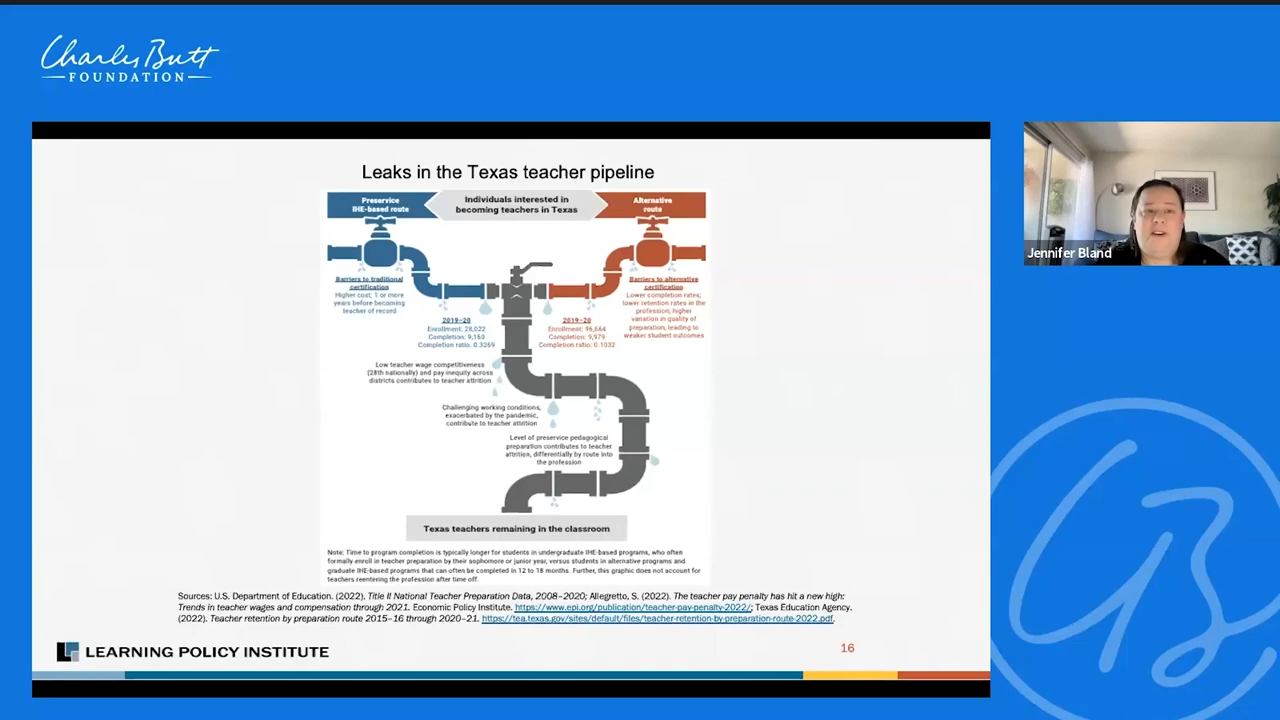 Charles Butt
FOUNDATION
Leaks in the Texas teacher pipeline
Preservice
IHE-based route
Individuals interested in
becoming teachers in Texas
Alternative
route
Barriers to traditional
certification
Higher cost; 1 or more
years before becoming
teacher of record
2019–20
Enrollment: 28,022
Completion: 9,160
Completion ratio: 0.3269
2019–20
Enrollment: 96,664
Completion: 9,979
Completion ratio: 0.1032
Barriers to alternative
certification
Lower completion rates;
lower retention rates in the
profession; higher
variation in quality of
preparation, leading to
weaker student outcomes
Low teacher wage competitiveness
(28th nationally) and pay inequity across
districts contributes to teacher attrition
Challenging working conditions,
exacerbated by the pandemic,
contribute to teacher attrition
Level of preservice pedagogical
preparation contributes to teacher
attrition, differentially by route into
the profession
Texas teachers remaining in the classroom
Note: Time to program completion is typically longer for students in undergraduate IHE-based programs, who often
formally enroll in teacher preparation by their sophomore or junior year, versus students in alternative programs and
graduate IHE-based programs that can often be completed in 12 to 18 months. Further, this graphic does not account for
teachers reentering the profession after time off.
Sources: U.S. Department of Education. (2022). Title II National Teacher Preparation Data, 2008–2020; Allegretto, S. (2022). The teacher pay penalty has hit a new high:
Trends in teacher wages and compensation through 2021. Economic Policy Institute. https://www.epi.org/publication/teacher-pay-penalty-2022/; Texas Education Agency.
(2022). Teacher retention by preparation route 2015–16 through 2020–21. https://tea.texas.gov/sites/default/files/teacher-retention-by-preparation-route-2022.pdf.
LEARNING POLICY INSTITUTE
16
Jennifer Bland